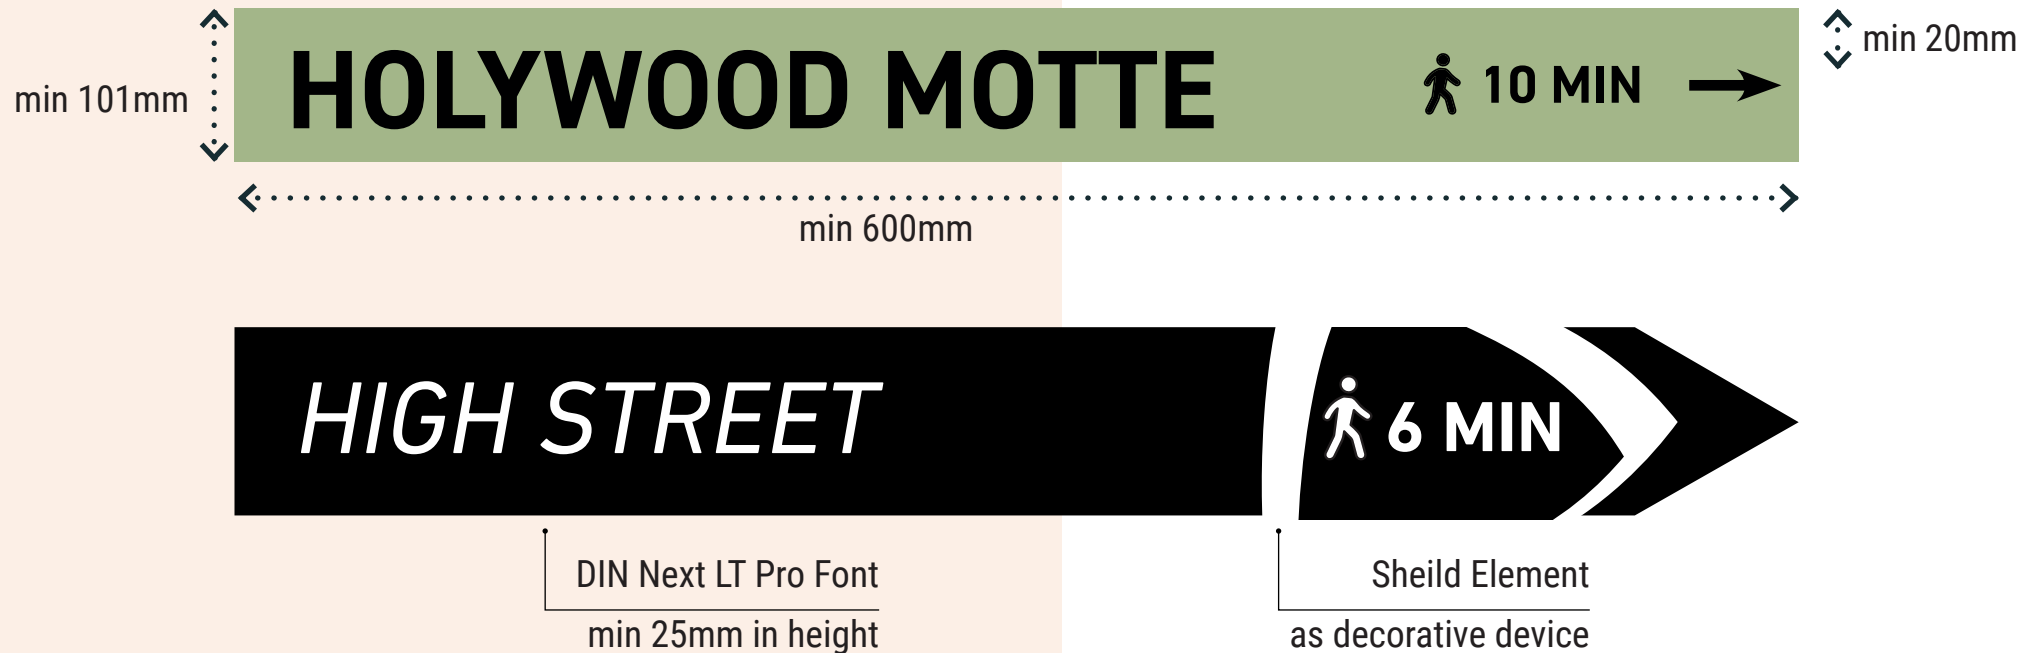 HOLYWOOD MOTTE 10 MIN
min 20mm
min 101mm
min 600mm
HIGH STREET 6 MIN
DIN Next LT Pro Font
min 25mm in height
Sheild Element
as decorative device